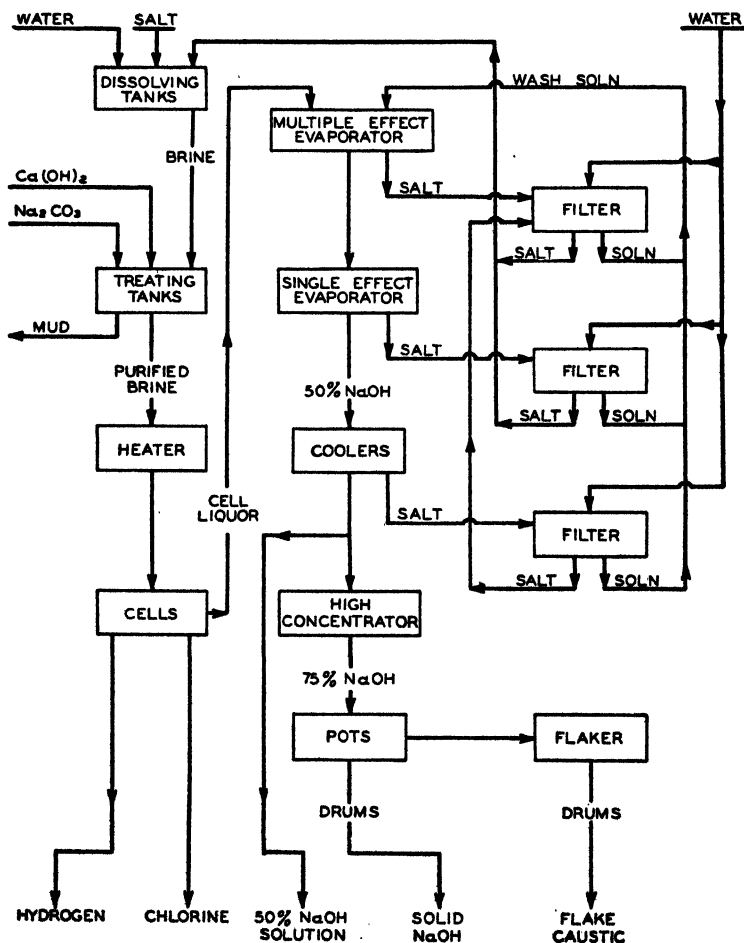 WATER
SALT
WATER
DISSOLVING
TANKS
WASH SOLN
MULTIPLE EFFECT
EVAPORATOR
BRINE
Ca(OH)2
Na2CO3
SALT
FILTER
SALT
SOLN
TREATING
TANKS
SINGLE EFFECT
EVAPORATOR
MUD
SALT
FILTER
PURIFIED
BRINE
50% NaOH
SALT
SOLN
HEATER
COOLERS
CELL
LIQUOR
SALT
FILTER
SALT
SOLN
CELLS
HIGH
CONCENTRATOR
75% NaOH
POTS
FLAKER
DRUMS
DRUMS
HYDROGEN
CHLORINE
50% NaOH
SOLUTION
SOLID
NaOH
FLAKE
CAUSTIC